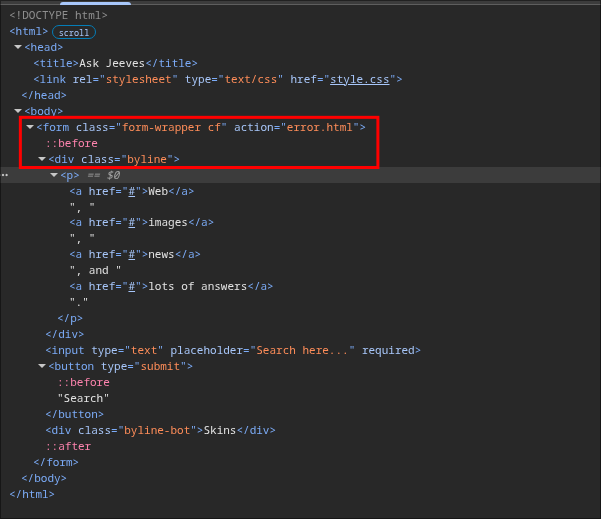 <!DOCTYPE html>
<html> scroll
<head>
<title>Ask Jeeves</title>
<link rel="stylesheet" type="text/css" href="style.css">
</head>
<body>
<form class="form-wrapper cf" action="error.html">
::before
<div class="byline">
<p> == $0
<a href="#">Web</a>
", "
<a href="#">images</a>
", "
<a href="#">news</a>
", and "
<a href="#">lots of answers</a>
"."
</p>
</div>
<input type="text" placeholder="Search here..." required>
<button type="submit">
::before
"Search"
</button>
<div class="byline-bot">Skins</div>
::after
</form>
</body>
</html>